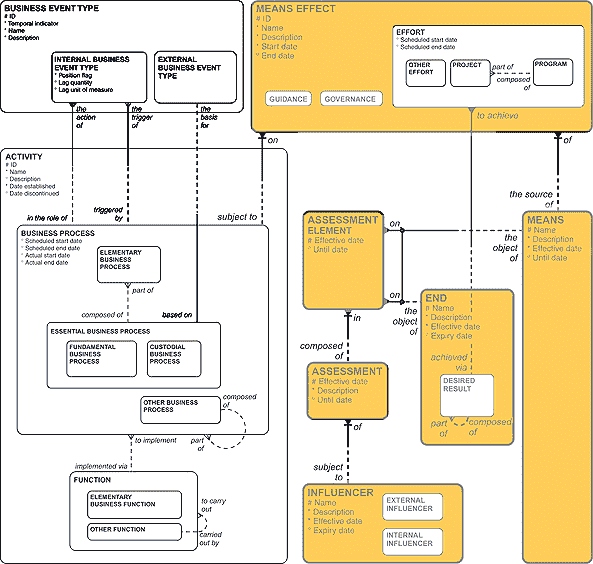 BUSINESS EVENT TYPE
# ID
* Temporal indicator
* Name
* Description
INTERNAL BUSINESS
EVENT TYPE
* Position flag
* Lag quantity
* Lag unit of measure
EXTERNAL
BUSINESS EVENT
TYPE
the
action
of
the
trigger
of
the
basis
for
MEANS EFFECT
# ID
* Name
* Description
* Start date
° End date
GUIDANCE
GOVERNANCE
EFFORT
° Scheduled start date
° Scheduled end date
OTHER
EFFORT
PROJECT
part of
composed
of
PROGRAM
to achieve
on
of
ACTIVITY
# ID
* Name
° Description
* Date established
° Date discontinued
in the role of
triggered
by
subject to
BUSINESS PROCESS
° Scheduled start date
° Scheduled end date
° Actual start date
° Actual end date
ELEMENTARY
BUSINESS
PROCESS
part of
composed of
based on
ESSENTIAL BUSINESS PROCESS
FUNDAMENTAL
BUSINESS
PROCESS
CUSTODIAL
BUSINESS
PROCESS
OTHER BUSINESS
PROCESS
composed
of
part
of
to implement
implemented via
FUNCTION
ELEMENTARY
BUSINESS FUNCTION
OTHER FUNCTION
to carry
out
carried
out by
the source
of
ASSESSMENT
ELEMENT
# Effective date
° Until date
on
the
object
of
on
the
object
of
in
composed
of
ASSESSMENT
# Effective date
* Description
° Until date
of
subject
to
INFLUENCER
# Name
* Description
* Effective date
° Expiry date
EXTERNAL
INFLUENCER
INTERNAL
INFLUENCER
END
# Name
* Description
* Effective date
° Expiry date
achieved
via
DESIRED
RESULT
part
of
composed
of
MEANS
# Name
* Description
* Effective date
° Until date